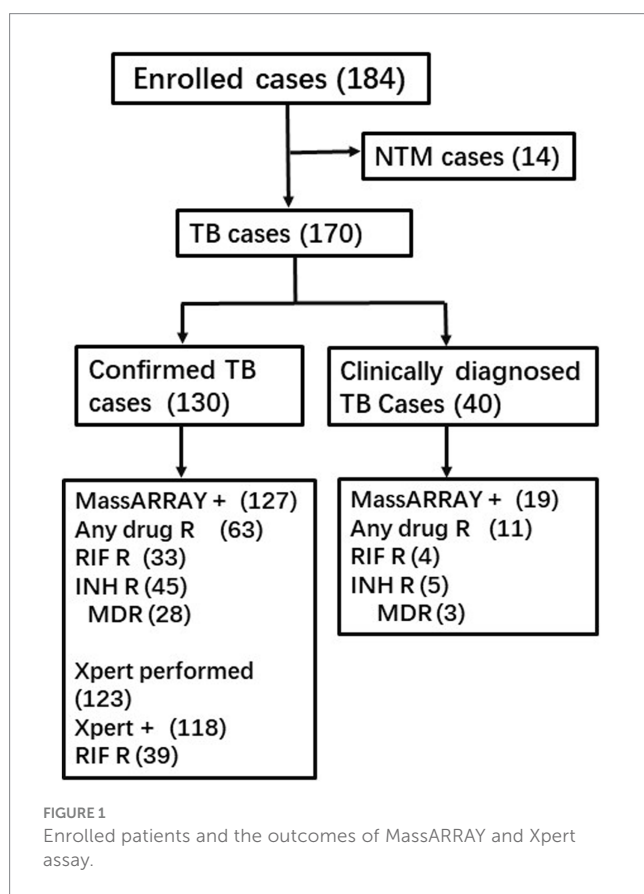 Enrolled cases (184)
NTM cases (14)
TB cases (170)
Confirmed TB
cases (130)
Clinically diagnosed
TB Cases (40)
MassARRAY + (127)
Any drug R (63)
RIF R (33)
INH R (45)
MDR (28)
Xpert performed
(123)
Xpert + (118)
RIF R (39)
MassARRAY + (19)
Any drug R (11)
RIF R (4)
INH R (5)
MDR (3)
FIGURE 1
Enrolled patients and the outcomes of MassARRAY and Xpert
assay.